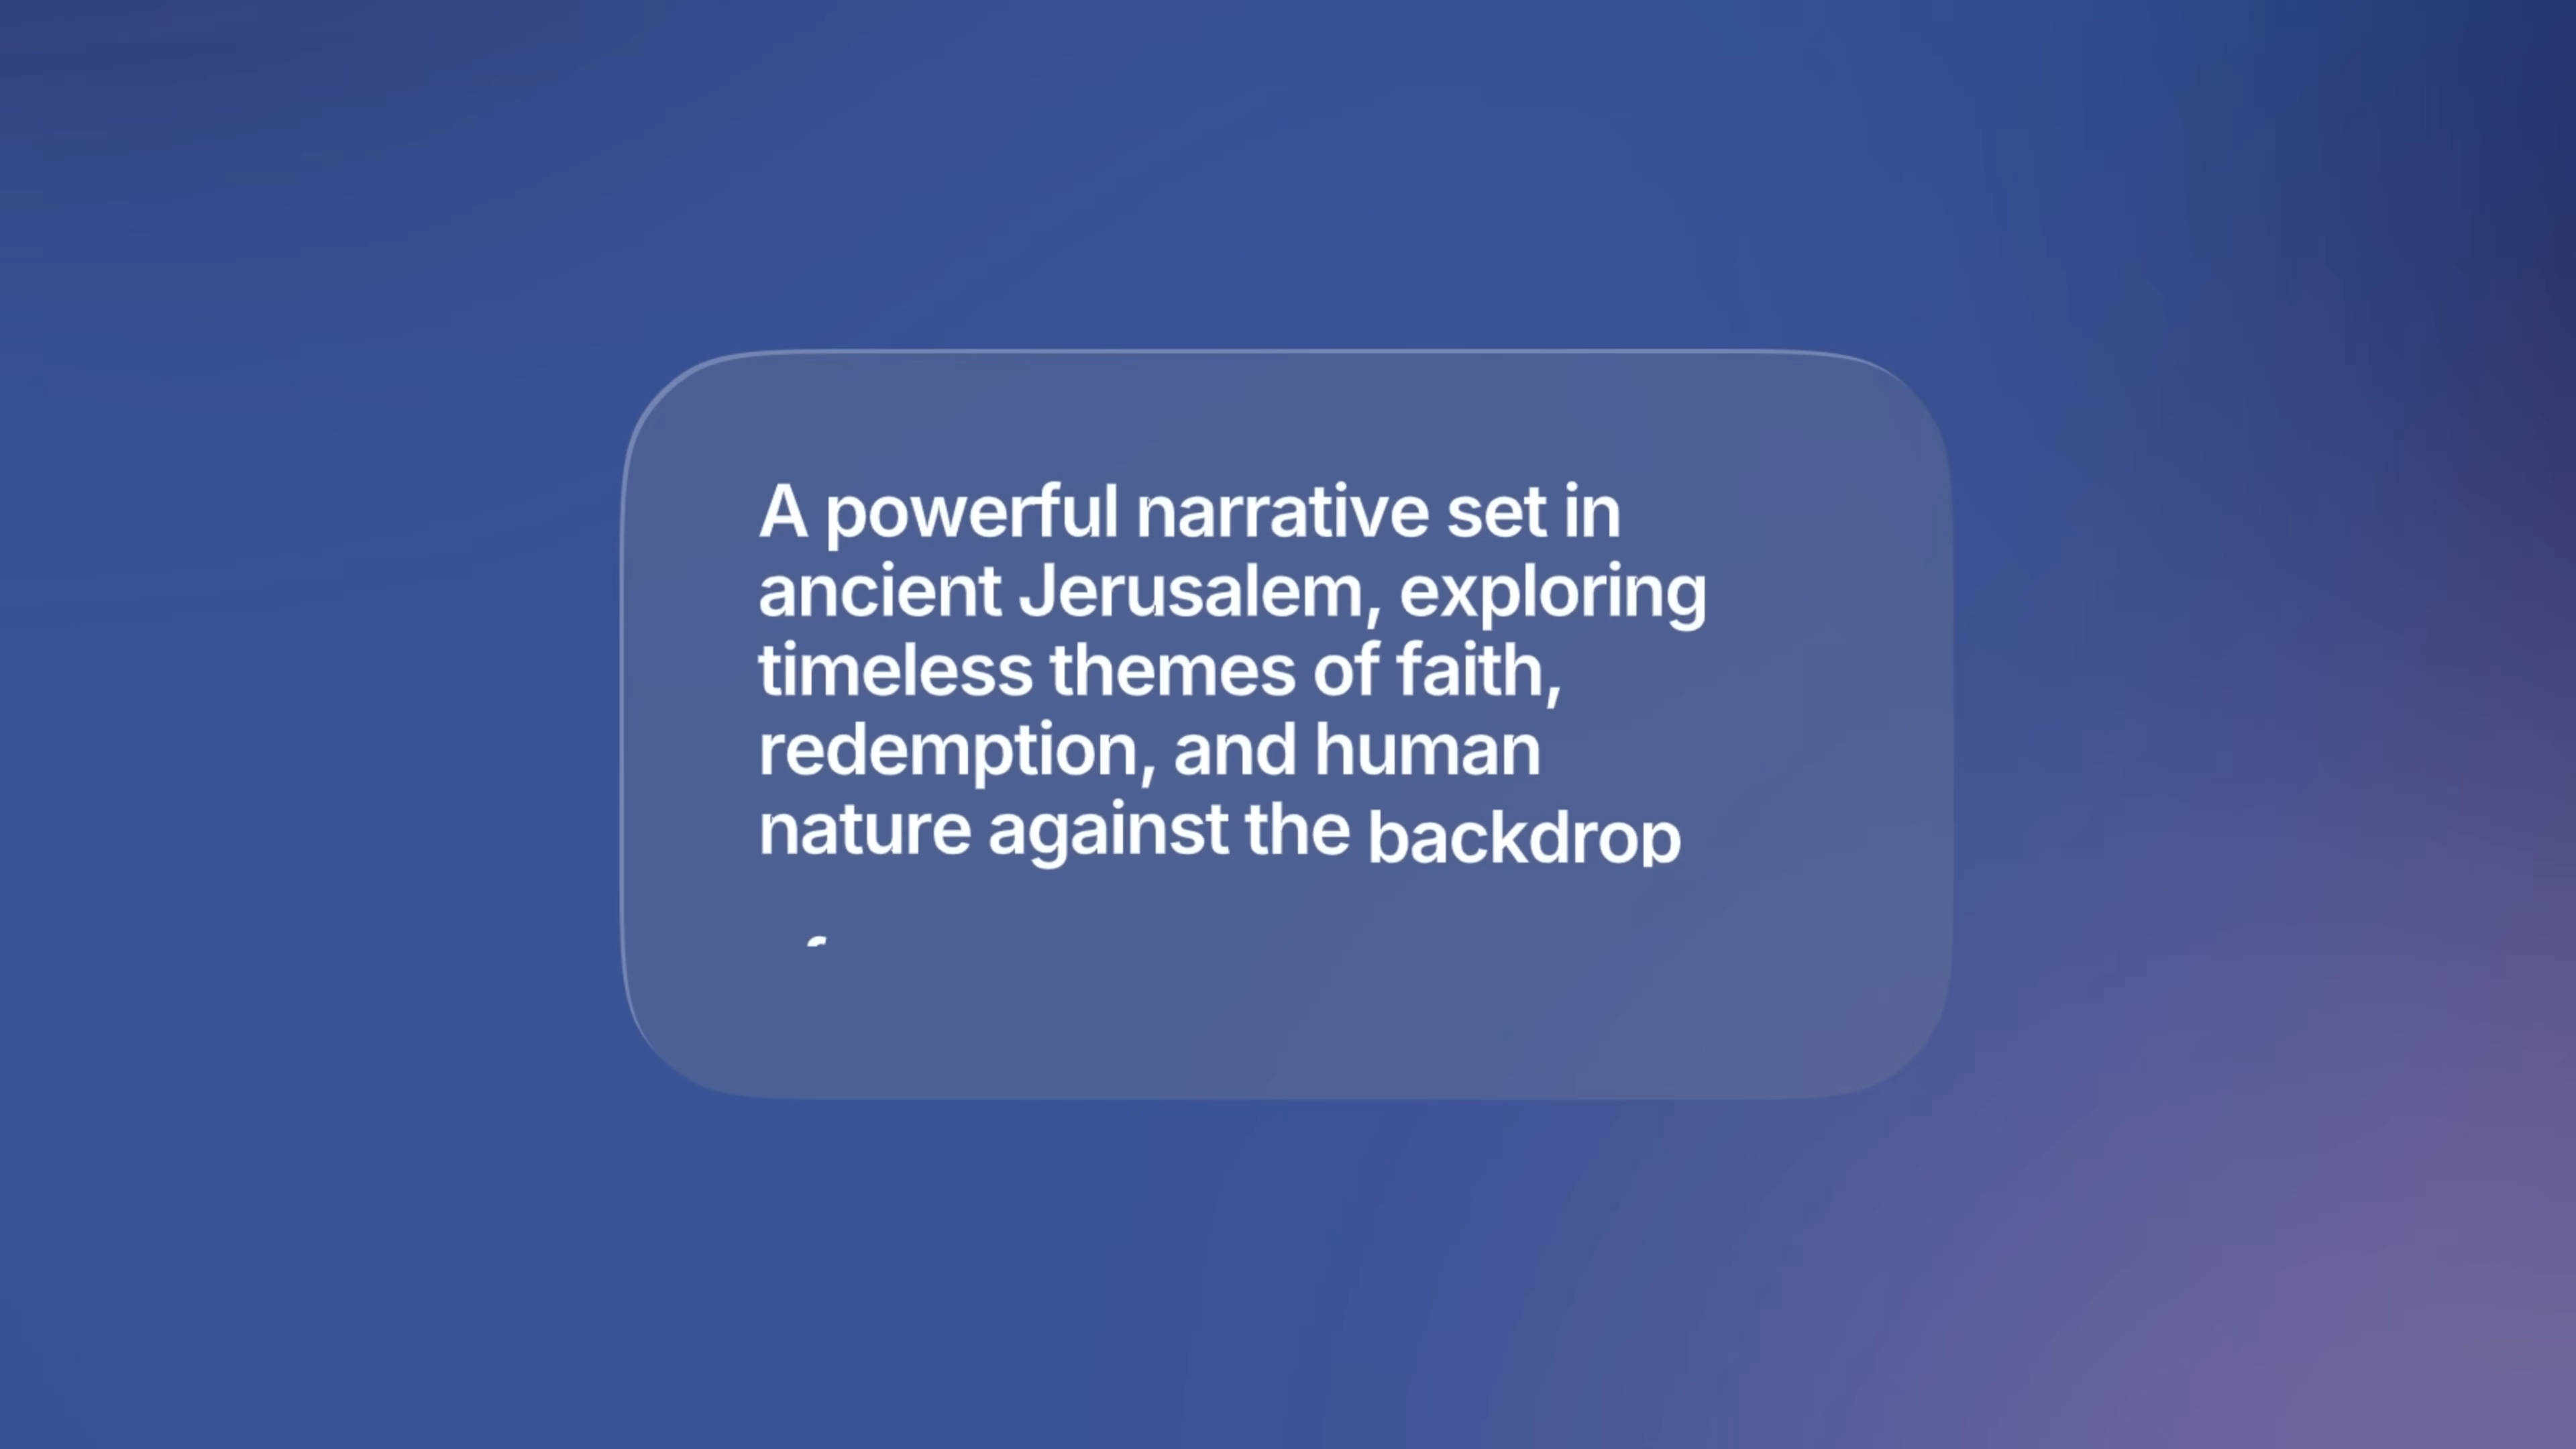 A powerful narrative set in
ancient Jerusalem, exploring
timeless themes of faith,
redemption, and human
nature against the backdrop